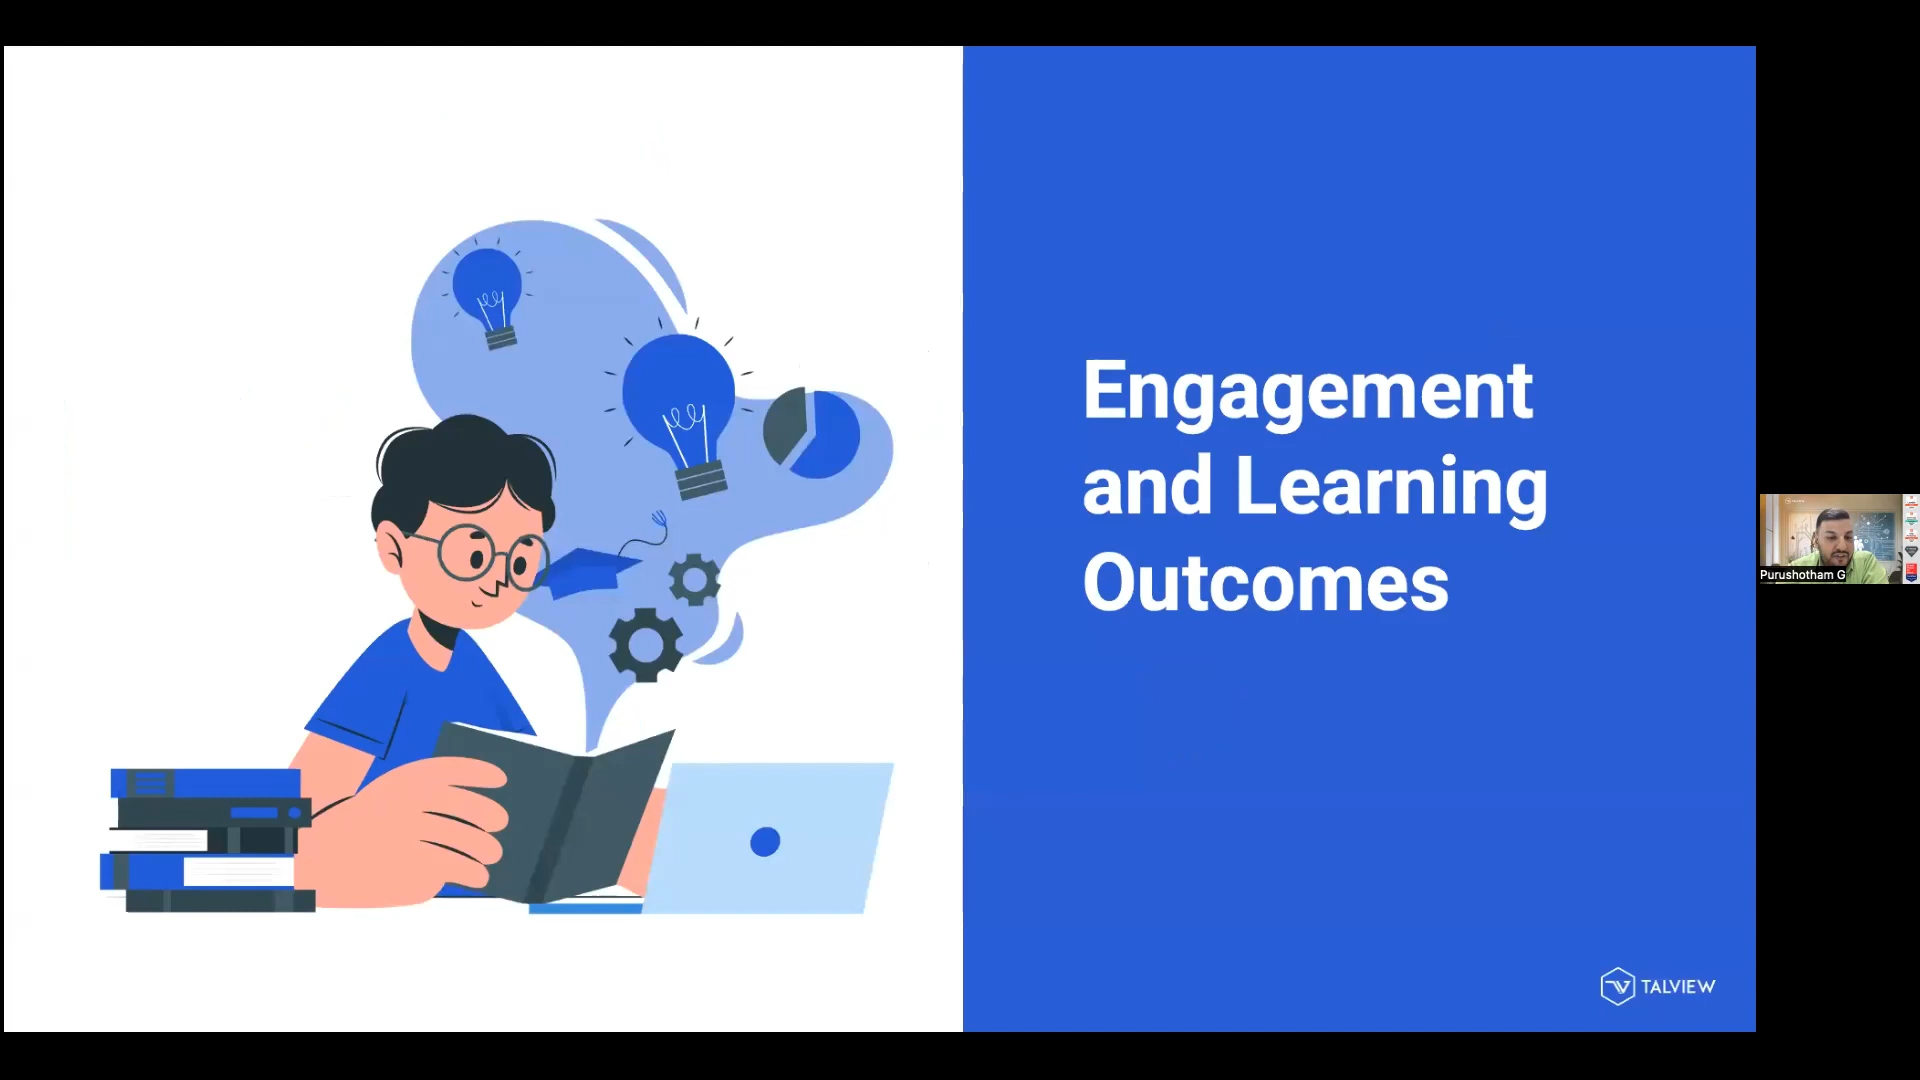 Engagement
and Learning
Outcomes
TALVIEW
Purushotham G